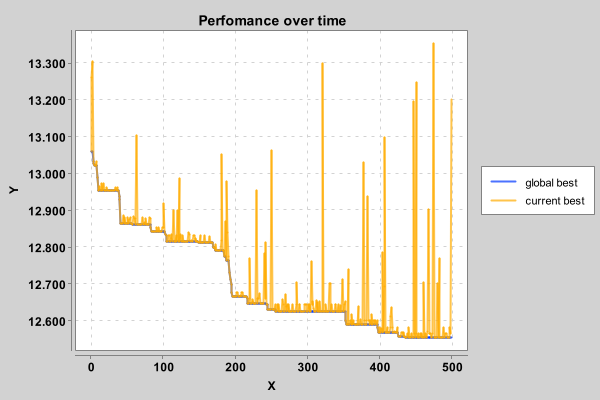 Perfomance over time
13.300
13.200
13.100
13.000
12.900
12.800
12.700
12.600
Y
0 100 200 300 400 500
X
global best
current best